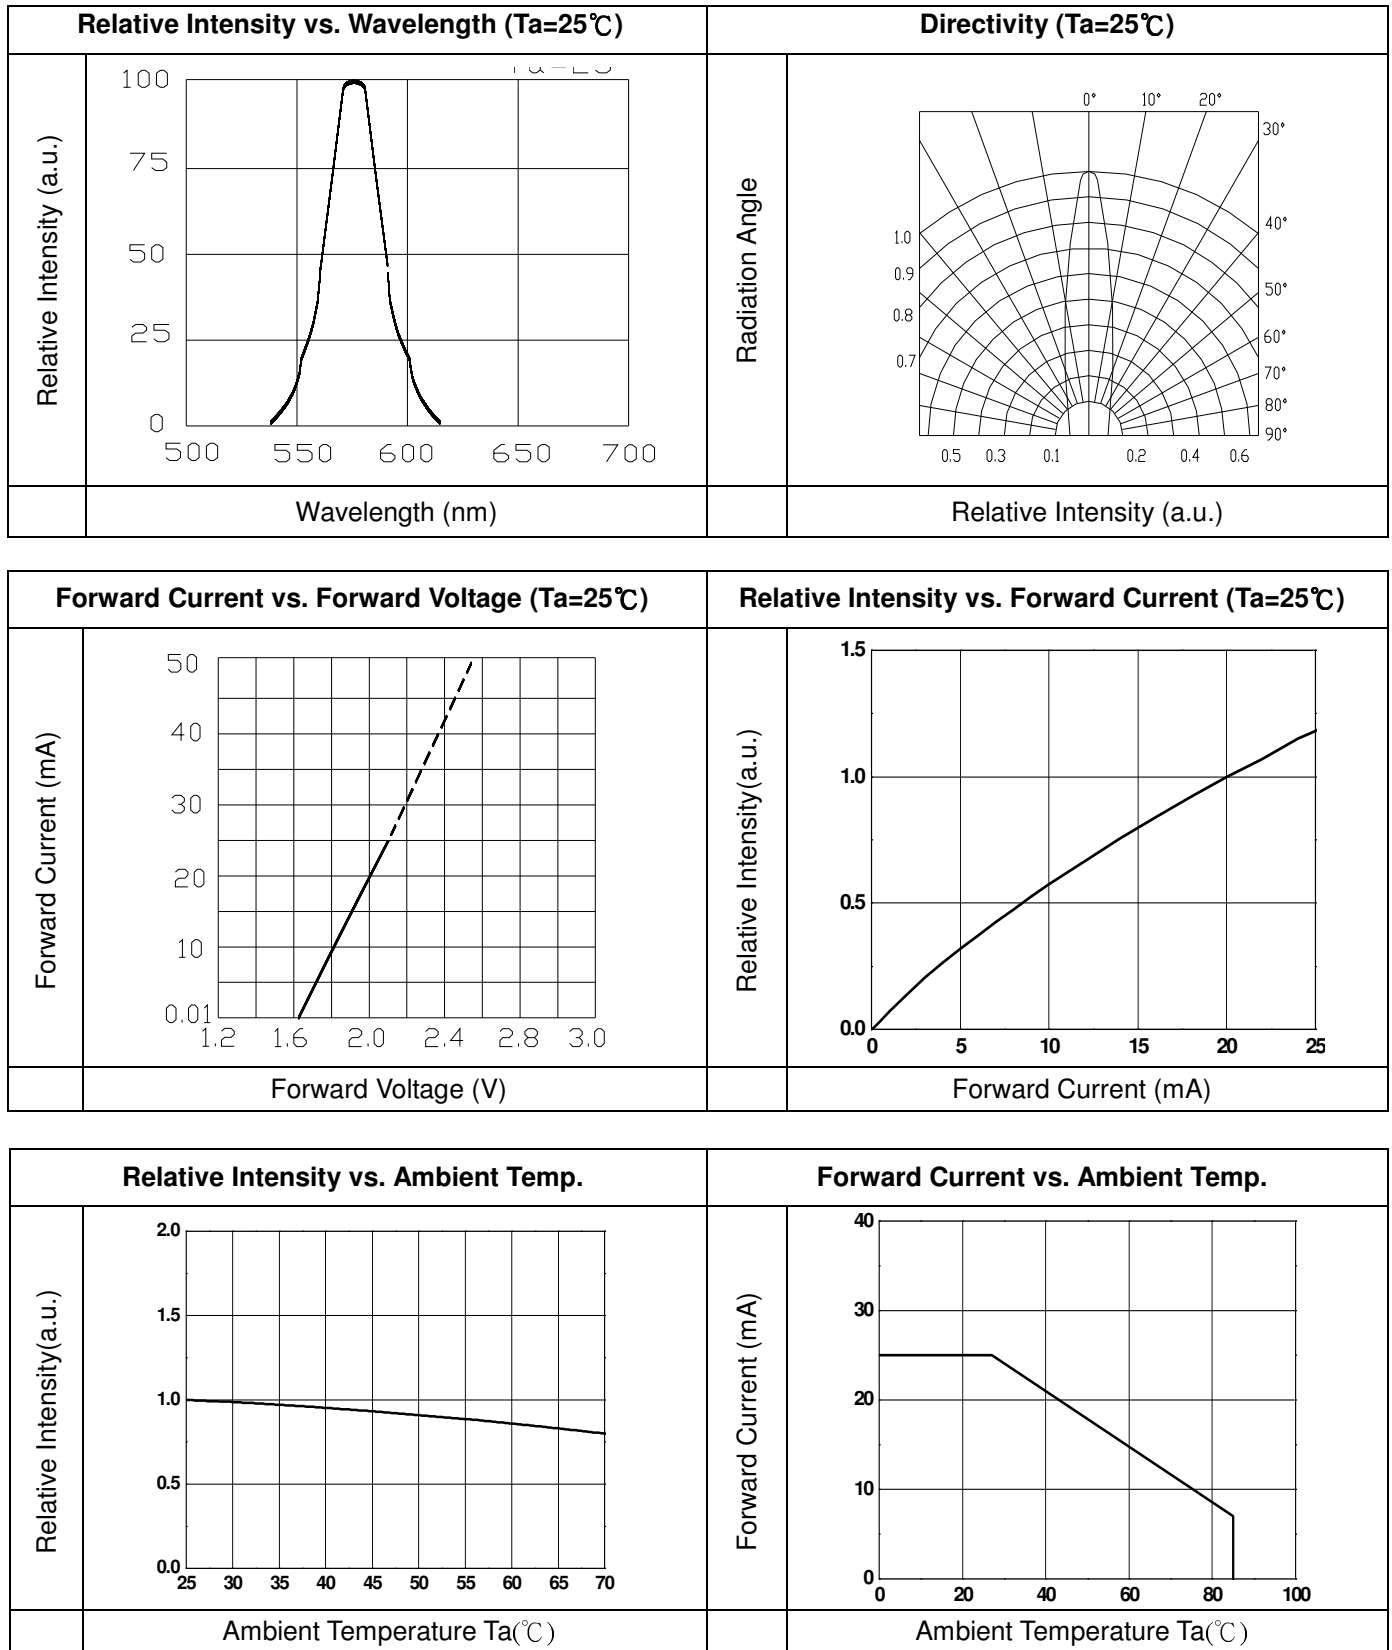 Relative Intensity vs. Wavelength (Ta=25℃)
Directivity (Ta=25℃)
Relative Intensity (a.u.)
100
75
50
25
0
500 550 600 650 700
Wavelength (nm)
Radiation Angle
0° 10° 20°
30°
40°
50°
60°
70°
80°
90°
1.0
0.9
0.8
0.7
0.5 0.3 0.1 0.2 0.4 0.6
Relative Intensity (a.u.)
Forward Current vs. Forward Voltage (Ta=25℃)
Relative Intensity vs. Forward Current (Ta=25℃)
Forward Current (mA)
50
40
30
20
10
0.01
1.2 1.6 2.0 2.4 2.8 3.0
Forward Voltage (V)
Relative Intensity(a.u.)
1.5
1.0
0.5
0.0
0 5 10 15 20 25
Forward Current (mA)
Relative Intensity vs. Ambient Temp.
Forward Current vs. Ambient Temp.
Relative Intensity(a.u.)
2.0
1.5
1.0
0.5
0.0
25 30 35 40 45 50 55 60 65 70
Ambient Temperature Ta(℃)
Forward Current (mA)
40
30
20
10
0
0 20 40 60 80 100
Ambient Temperature Ta(℃)